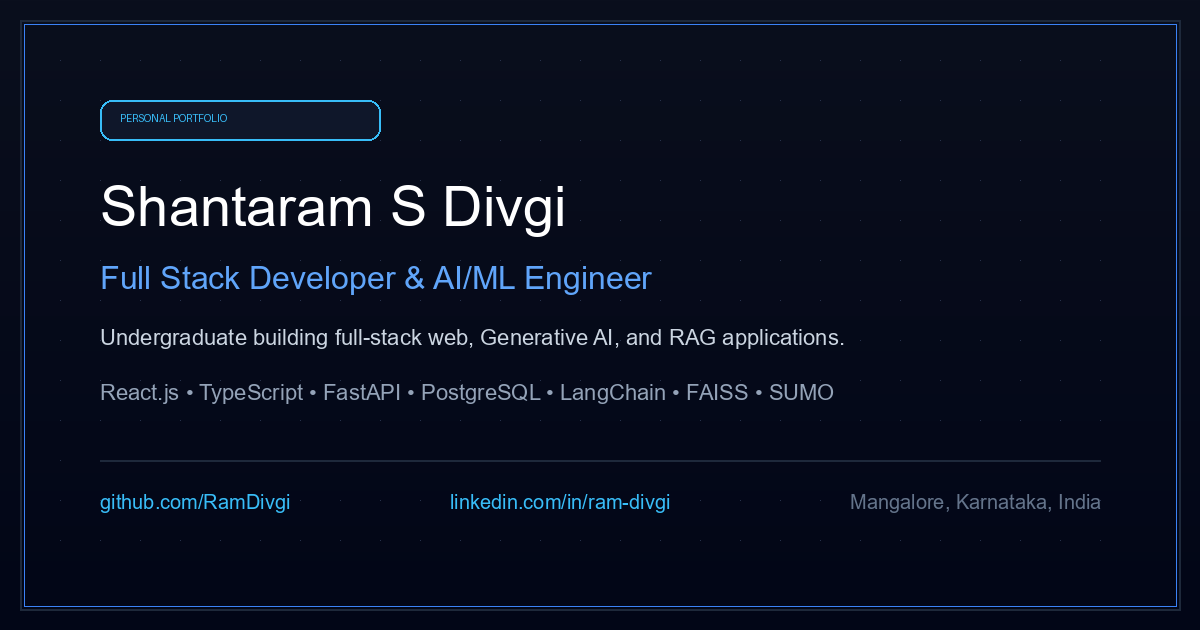 PERSONAL PORTFOLIO
Shantaram S Divgi
Full Stack Developer & AI/ML Engineer
Undergraduate building full-stack web, Generative AI, and RAG applications.
React.js • TypeScript • FastAPI • PostgreSQL • LangChain • FAISS • SUMO
github.com/RamDivgi
linkedin.com/in/ram-divgi
Mangalore, Karnataka, India